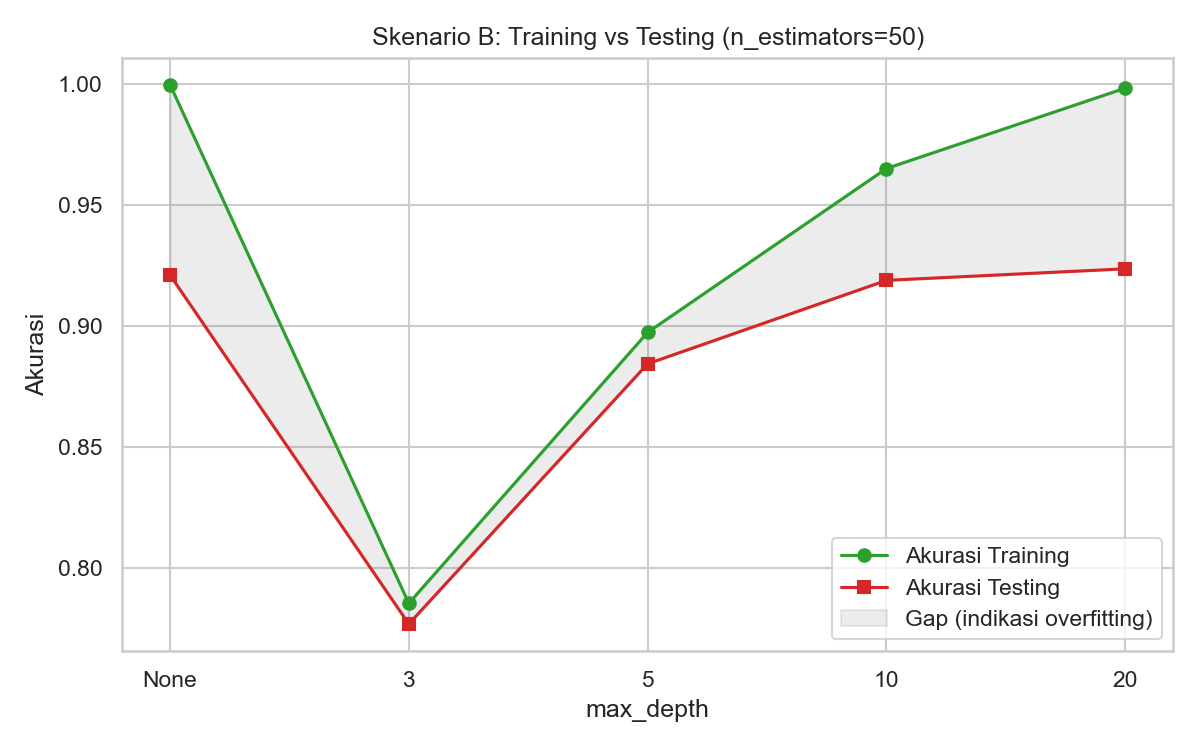 Skenario B: Training vs Testing (n_estimators=50)
1.00
0.95
0.90
0.85
0.80
Akurasi
None 3 5 10 20
max_depth
Akurasi Training
Akurasi Testing
Gap (indikasi overfitting)